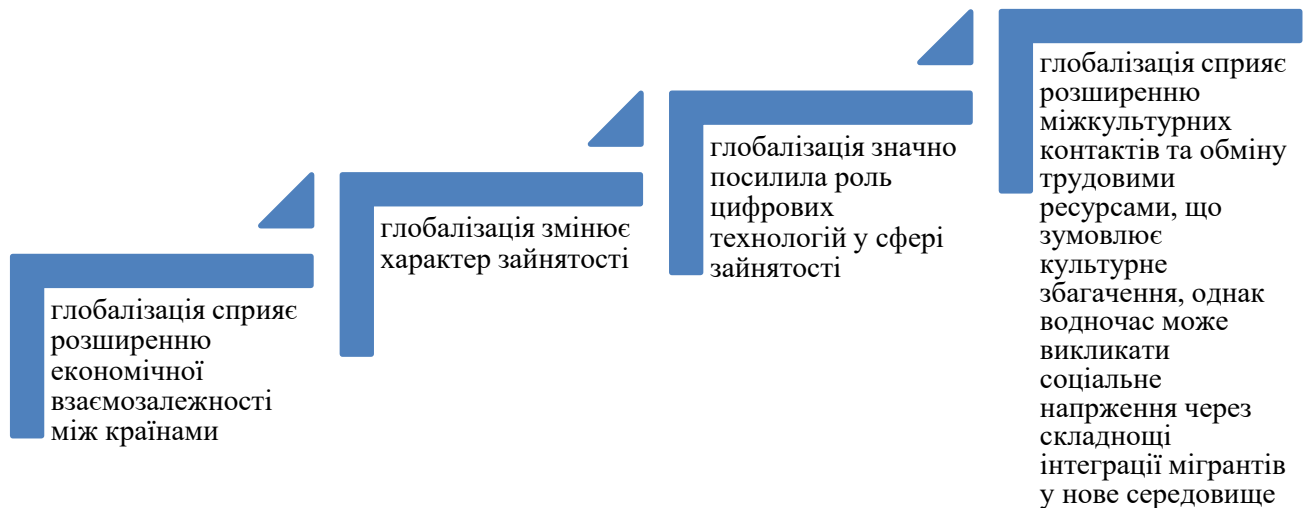 глобалізація сприяє
розширенню
економічної
взаємозалежності
між країнами
глобалізація змінює
характер зайнятості
глобалізація значно
посилила роль
цифрових
технологій у сфері
зайнятості
глобалізація сприяє
розширенню
міжкультурних
контактів та обміну
трудовими
ресурсами, що
зумовлює
культурне
збагачення, однак
водночас може
викликати
соціальне
напрження через
складнощі
інтеграції мігрантів
у нове середовище